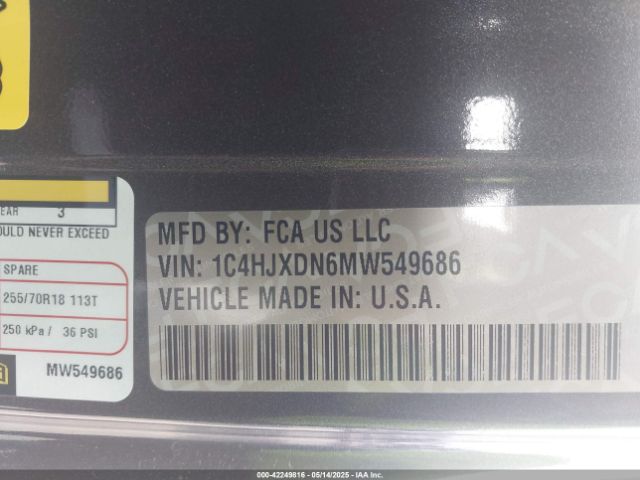 EAR 3
OULD NEVER EXCEED
SPARE
255/70R18 113T
250 kPa / 36 PSI
MW549686
MFD BY: FCA US LLC
VIN: 1C4HJXDN6MW549686
VEHICLE MADE IN: U.S.A.
000-42249816 - 05/14/2025 - IAA Inc.